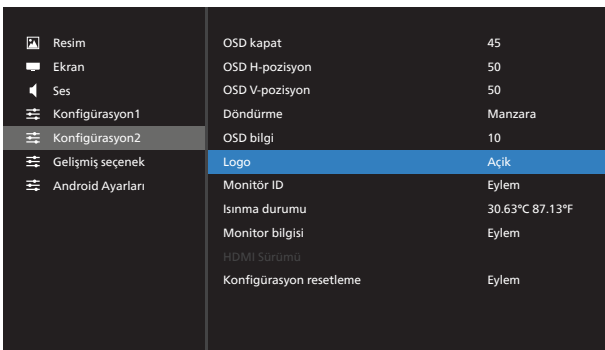 Resim
Ekran
Ses
Konfigürasyon1
Konfigürasyon2
Gelişmiş seçenek
Android Ayarları
OSD kapat 45
OSD H-pozisyon 50
OSD V-pozisyon 50
Döndürme Manzara
OSD bilgi 10
Logo Açik
Monitör ID Eylem
Isınma durumu 30.63°C 87.13°F
Monitor bilgisi Eylem
HDMI Sürümü
Konfigürasyon resetleme Eylem